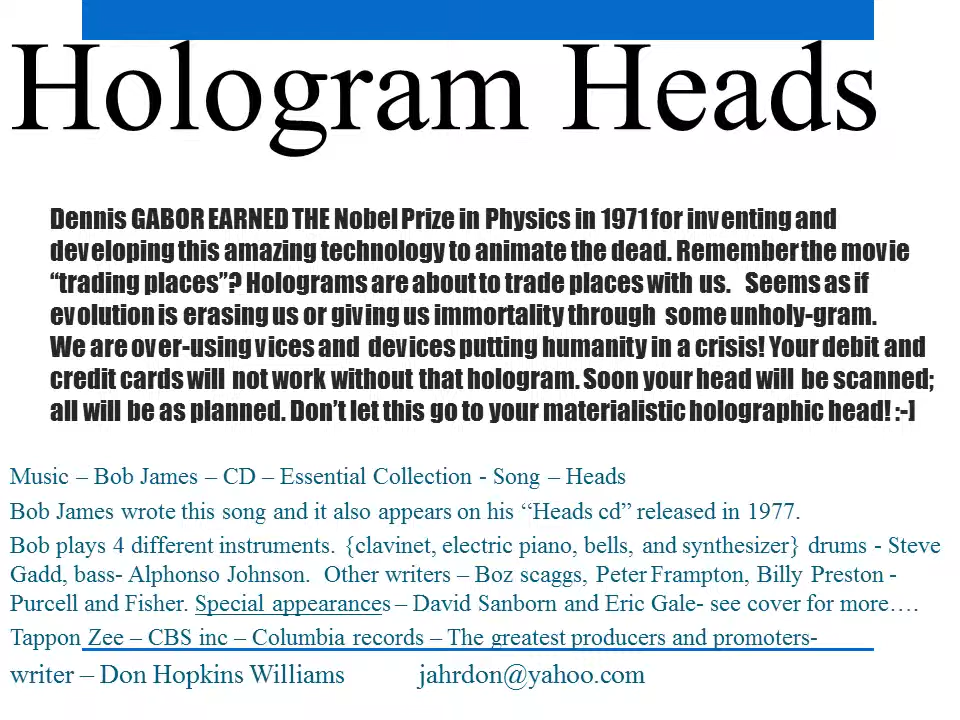 Hologram Heads
Dennis GABOR EARNED THE Nobel Prize in Physics in 1971 for inventing and
developing this amazing technology to animate the dead. Remember the movie
“trading places”? Holograms are about to trade places with us. Seems as if
evolution is erasing us or giving us immortality through some unholy-gram.
We are over-using vices and devices putting humanity in a crisis! Your debit and
credit cards will not work without that hologram. Soon your head will be scanned;
all will be as planned. Don’t let this go to your materialistic holographic head! :-]
Music – Bob James – CD – Essential Collection - Song – Heads
Bob James wrote this song and it also appears on his “Heads cd” released in 1977.
Bob plays 4 different instruments. {clavinet, electric piano, bells, and synthesizer} drums - Steve
Gadd, bass- Alphonso Johnson. Other writers – Boz scaggs, Peter Frampton, Billy Preston -
Purcell and Fisher. Special appearances – David Sanborn and Eric Gale- see cover for more….
Tappon Zee – CBS inc – Columbia records – The greatest producers and promoters-
writer – Don Hopkins Williams jahrdon@yahoo.com